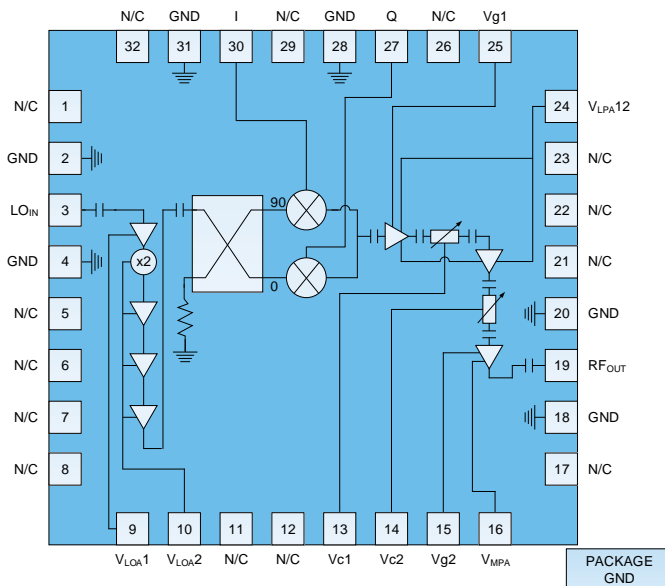 N/C GND I N/C GND Q N/C Vg1
32 31 30 29 28 27 26 25
N/C 1
24 VLPA12
GND 2
23 N/C
LOIN 3
90
22 N/C
GND 4
x2
0
21 N/C
N/C 5
20 GND
N/C 6
19 RFOUT
N/C 7
18 GND
N/C 8
17 N/C
9 10 11 12 13 14 15 16
VLOA1 VLOA2 N/C N/C Vc1 Vc2 Vg2 VMPA
PACKAGE
GND